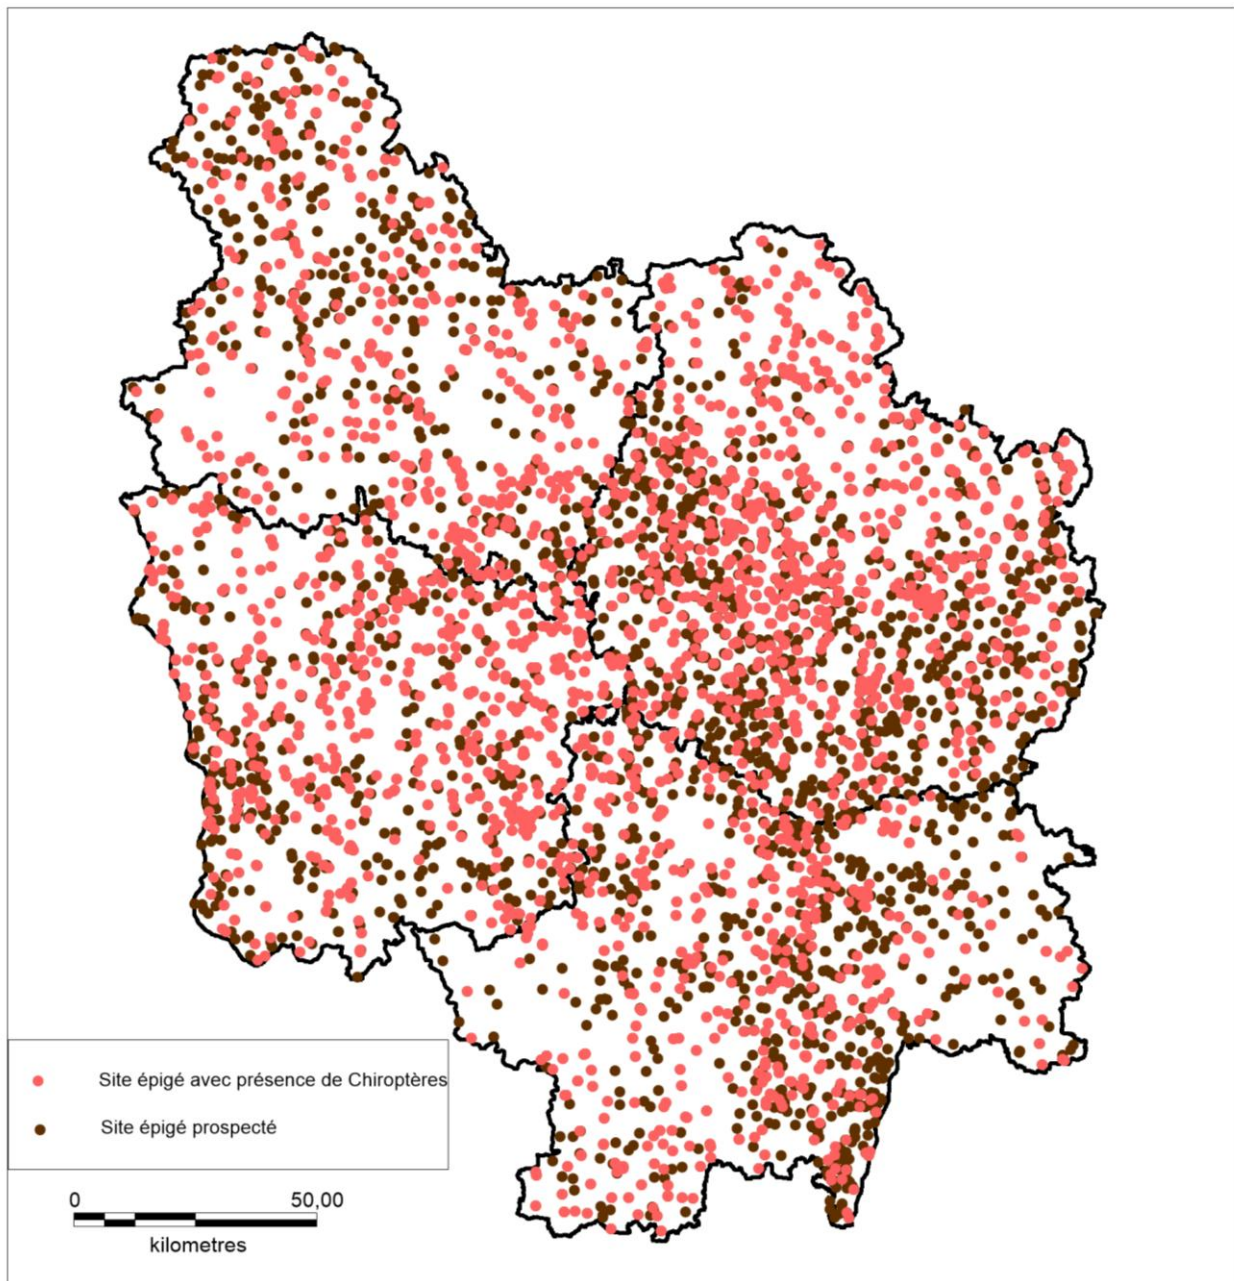 Site épigé avec présence de Chiroptères
Site épigé prospecté
0 50,00
kilometres